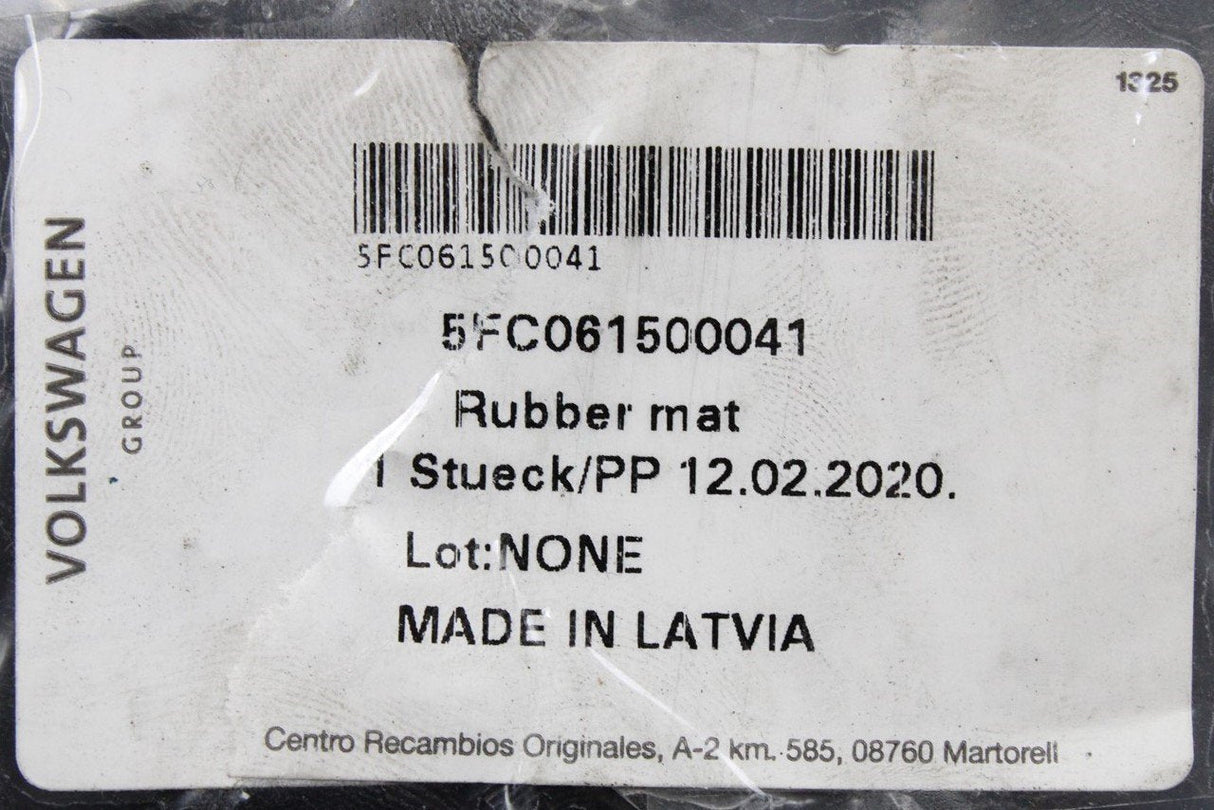 1325
VOLKSWAGEN
GROUP
5FC061500041
5FC061500041
Rubber mat
1 Stueck/PP 12.02.2020.
Lot:NONE
MADE IN LATVIA
Centro Recambios Originales, A-2 km. 585, 08760 Martorell